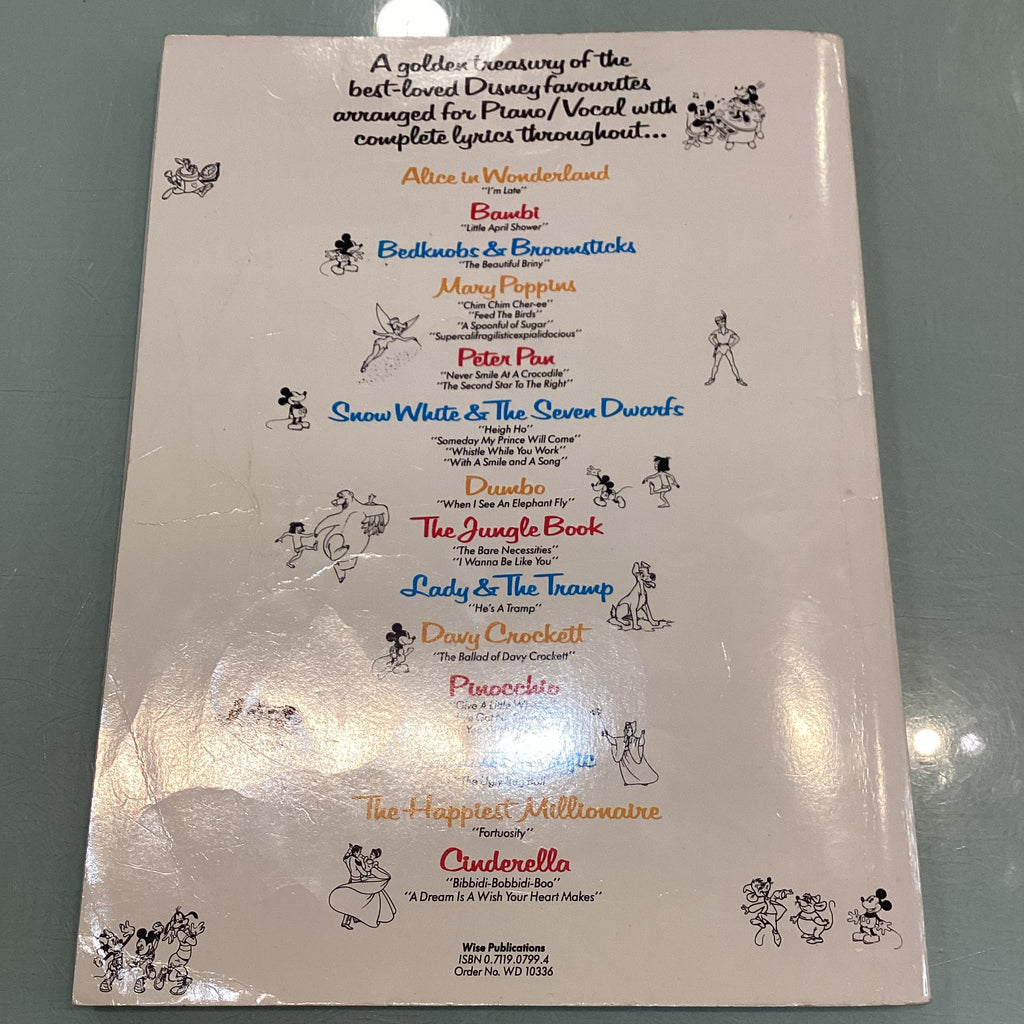 A golden treasury of the
best-loved Disney favourites
arranged for Piano/Vocal with
complete lyrics throughout...
Alice in Wonderland
"I'm Late"
Bambi
"Little April Shower"
Bedknobs & Broomsticks
"The Beautiful Briny"
Mary Poppins
"Chim Chim Cher-ee"
"Feed The Birds"
"A Spoonful of Sugar"
"Supercalifragilisticexpialidocious"
Peter Pan
"Never Smile At A Crocodile"
"The Second Star To The Right"
Snow White & The Seven Dwarfs
"Heigh Ho"
"Someday My Prince Will Come"
"Whistle While You Work"
"With A Smile and A Song"
Dumbo
"When I See An Elephant Fly"
The Jungle Book
"The Bare Necessities"
"I Wanna Be Like You"
Lady & The Tramp
"He's A Tramp"
Davy Crockett
"The Ballad of Davy Crockett"
Pinocchio
"Give A Little
The Happiest Millionaire
"Fortuosity"
Cinderella
"Bibbidi-Bobbidi-Boo"
"A Dream Is A Wish Your Heart Makes"
Wise Publications
ISBN 0.7119.0799.4
Order No. WD 10336